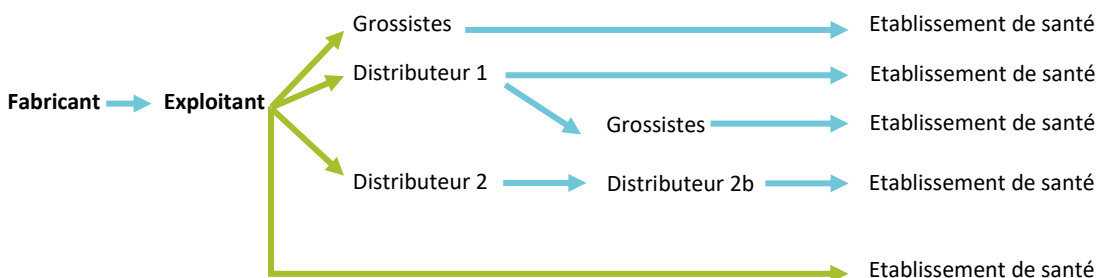 Grossistes
Etablissement de santé
Distributeur 1
Etablissement de santé
Fabricant
Exploitant
Grossistes
Etablissement de santé
Distributeur 2
Distributeur 2b
Etablissement de santé
Etablissement de santé